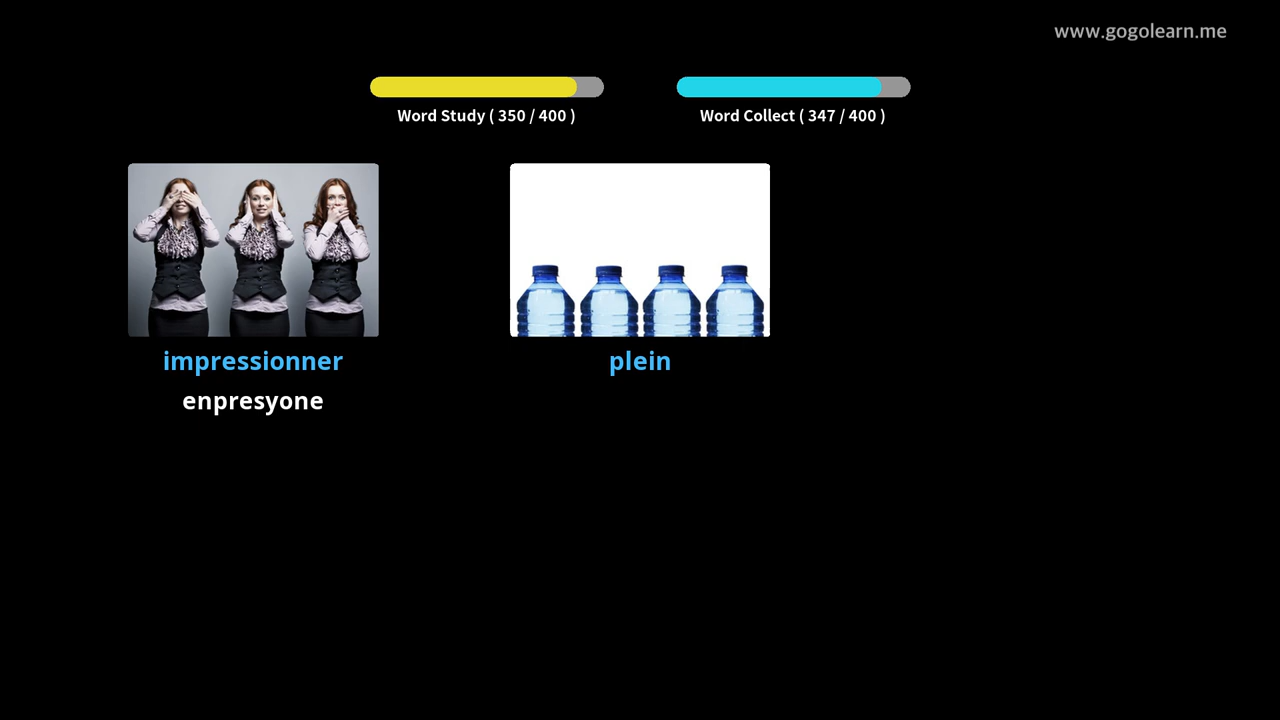 www.gogolearn.me
Word Study ( 350 / 400 )
Word Collect ( 347 / 400 )
impressionner
enpresyone
plein